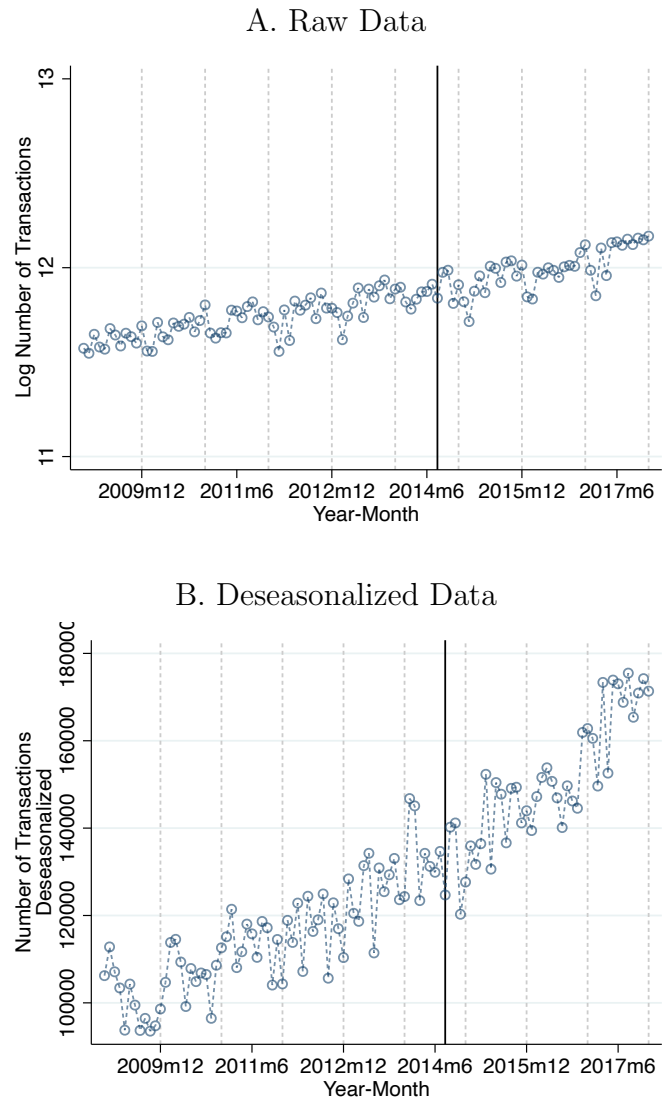 A. Raw Data
13
12
11
Log Number of Transactions
2009m12 2011m6 2012m12 2014m6 2015m12 2017m6
Year-Month
B. Deseasonalized Data
180000
160000
140000
120000
100000
Number of Transactions
Deseasonalized
2009m12 2011m6 2012m12 2014m6 2015m12 2017m6
Year-Month